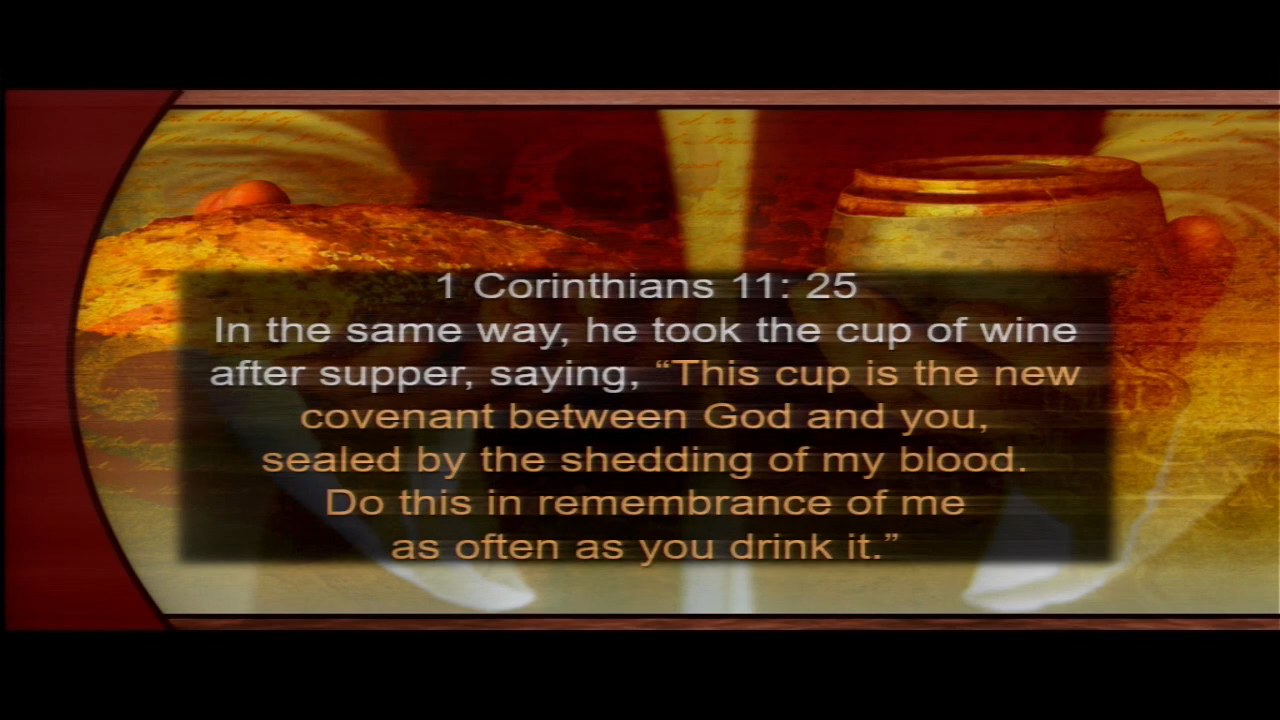 1 Corinthians 11: 25
In the same way, he took the cup of wine
after supper, saying, “This cup is the new
covenant between God and you,
sealed by the shedding of my blood.
Do this in remembrance of me
as often as you drink it.”